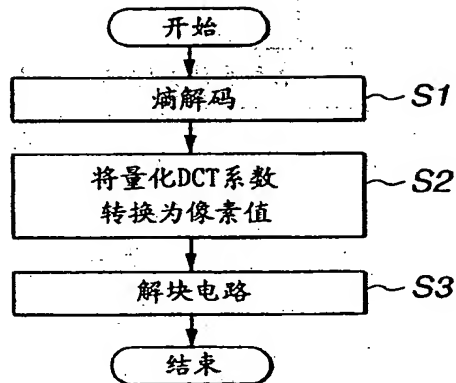 开始
熵解码
S1
将量化DCT系数
转换为像素值
S2
解块电路
S3
结束